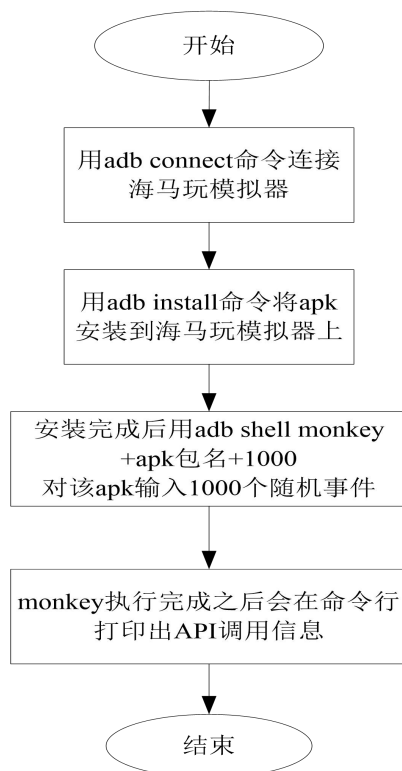 开始
用adb connect命令连接
海马玩模拟器
用adb install命令将apk
安装到海马玩模拟器上
安装完成后用adb shell monkey
+apk包名+1000
对该apk输入1000个随机事件
monkey执行完成之后会在命令行
打印出API调用信息
结束